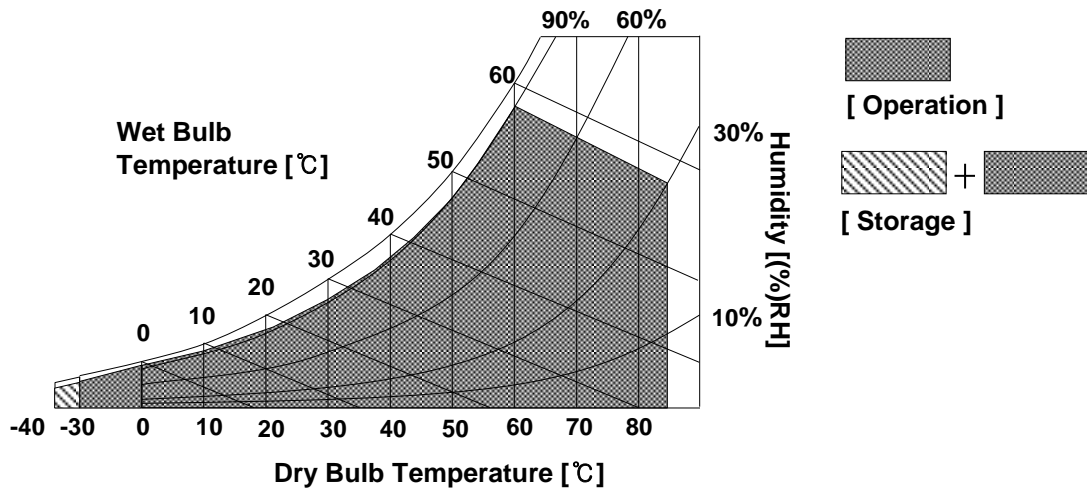 90%
60%
60
[ Operation ]
Wet Bulb
Temperature [℃]
30%
50
Humidity [(%)RH]
40
[ Storage ]
30
20
10%
10
0
-40 -30 0 10 20 30 40 50 60 70 80
Dry Bulb Temperature [℃]